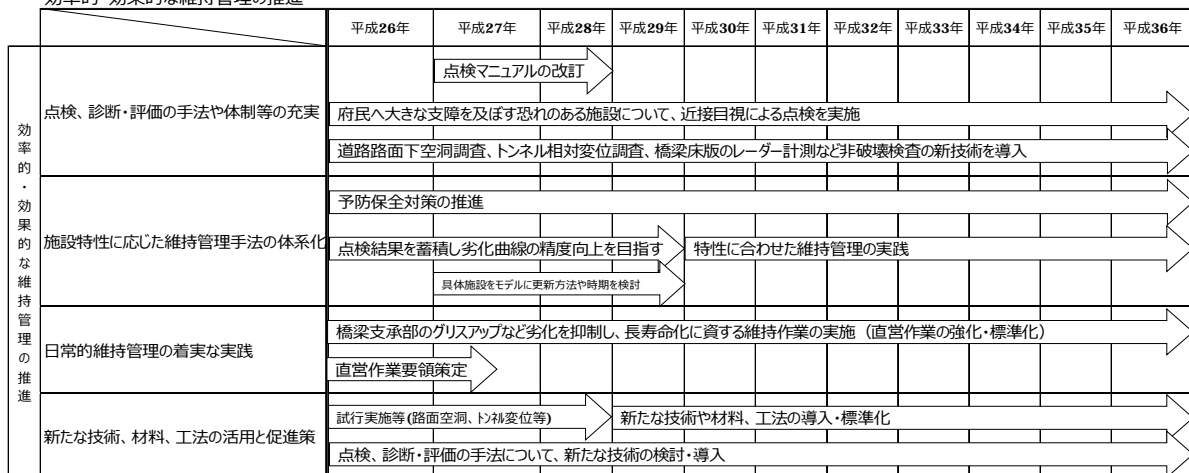 効率的・効果的な維持管理の推進
平成26年 平成27年 平成28年 平成29年 平成30年 平成31年 平成32年 平成33年 平成34年 平成35年 平成36年
効率的・効果的な維持管理の推進
点検、診断・評価の手法や体制等の充実
点検マニュアルの改訂
府民へ大きな支障を及ぼす恐れのある施設について、近接目視による点検を実施
道路路面下空洞調査、トンネル相対変位調査、橋梁床版のレーダー計測など非破壊検査の新技術を導入
施設特性に応じた維持管理手法の体系化
予防保全対策の推進
点検結果を蓄積し劣化曲線の精度向上を目指す
特性に合わせた維持管理の実践
具体施設をモデルに更新方法や時期を検討
日常的維持管理の着実な実践
橋梁支承部のグリスアップなど劣化を抑制し、長寿命化に資する維持作業の実施（直営作業の強化・標準化）
直営作業要領策定
新たな技術、材料、工法の活用と促進策
試行実施等(路面空洞、トンネル変位等)
新たな技術や材料、工法の導入・標準化
点検、診断・評価の手法について、新たな技術の検討・導入